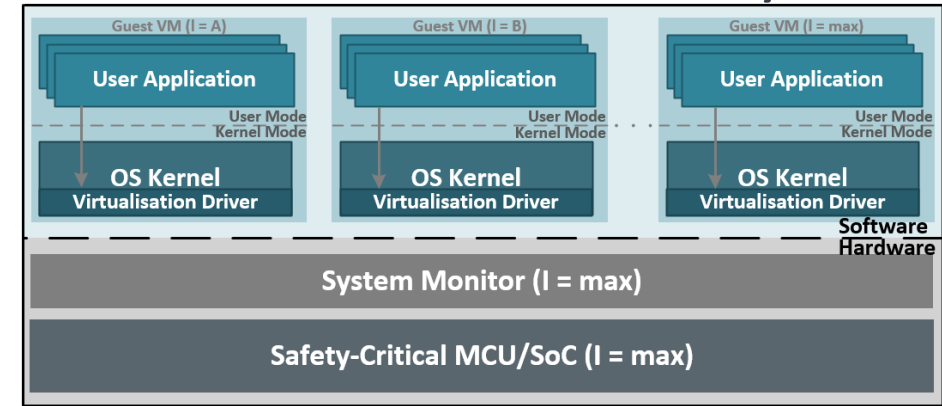 Guest VM (l = A)
User Application
User Mode
Kernel Mode
OS Kernel
Virtualisation Driver
Guest VM (l = B)
User Application
User Mode
Kernel Mode
OS Kernel
Virtualisation Driver
. . .
Guest VM (l = max)
User Application
User Mode
Kernel Mode
OS Kernel
Virtualisation Driver
Software
Hardware
System Monitor (l = max)
Safety-Critical MCU/SoC (l = max)